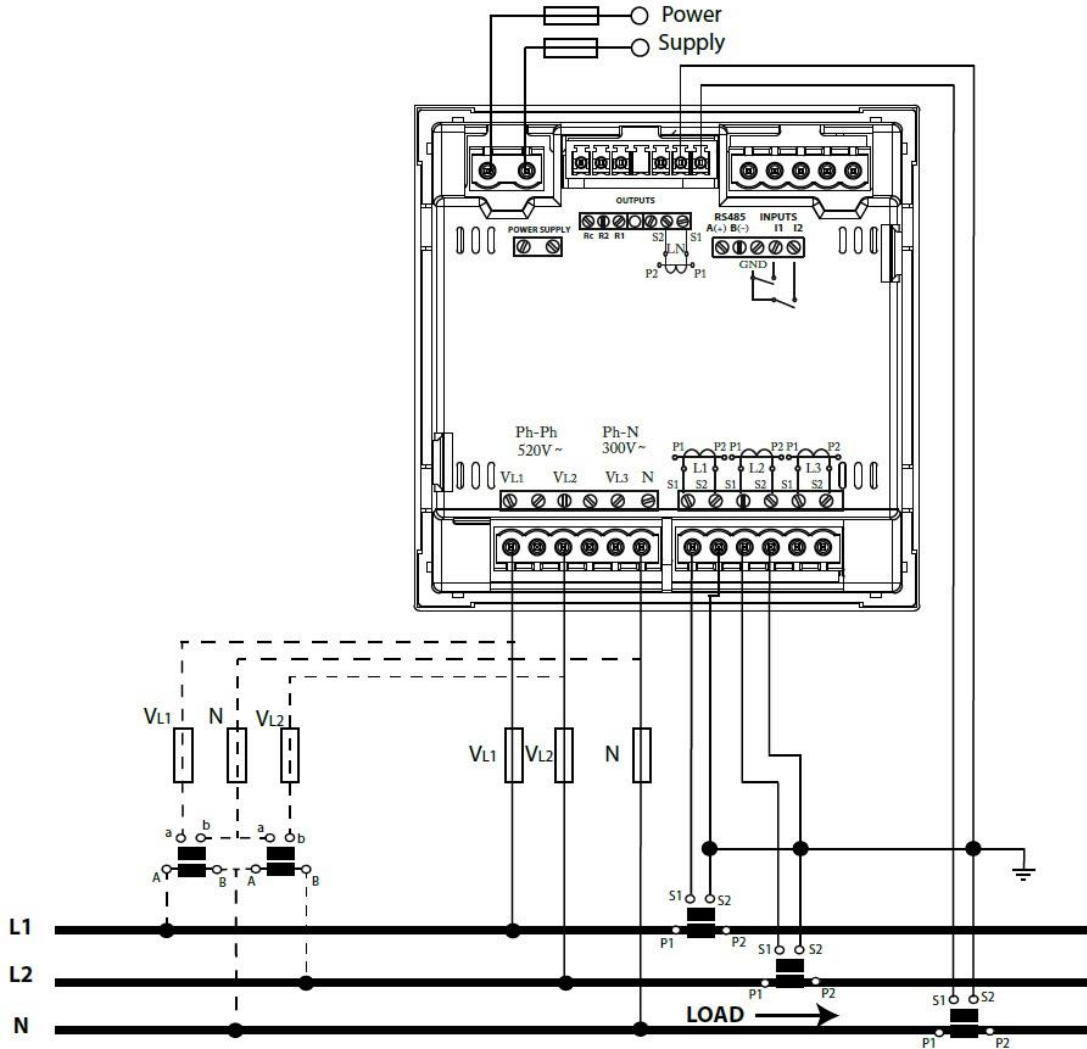 Power
Supply
OUTPUTS
Rc R2 R1 S2 S1
LN
P2 P1
POWER SUPPLY
RS485 INPUTS
A(+) B(-) I1 I2
GND
Ph-Ph Ph-N
520V~ 300V~
VL1 VL2 VL3 N
P1 P2 P1 P2 P1 P2
L1 L2 L3
S1 S2 S1 S2 S1 S2
VL1 N VL2
VL1 VL2 N
a b a b
A B A B
S1 S2
L1
P1 P2
S1 S2
L2
P1 P2
S1 S2
LOAD
N
P1 P2